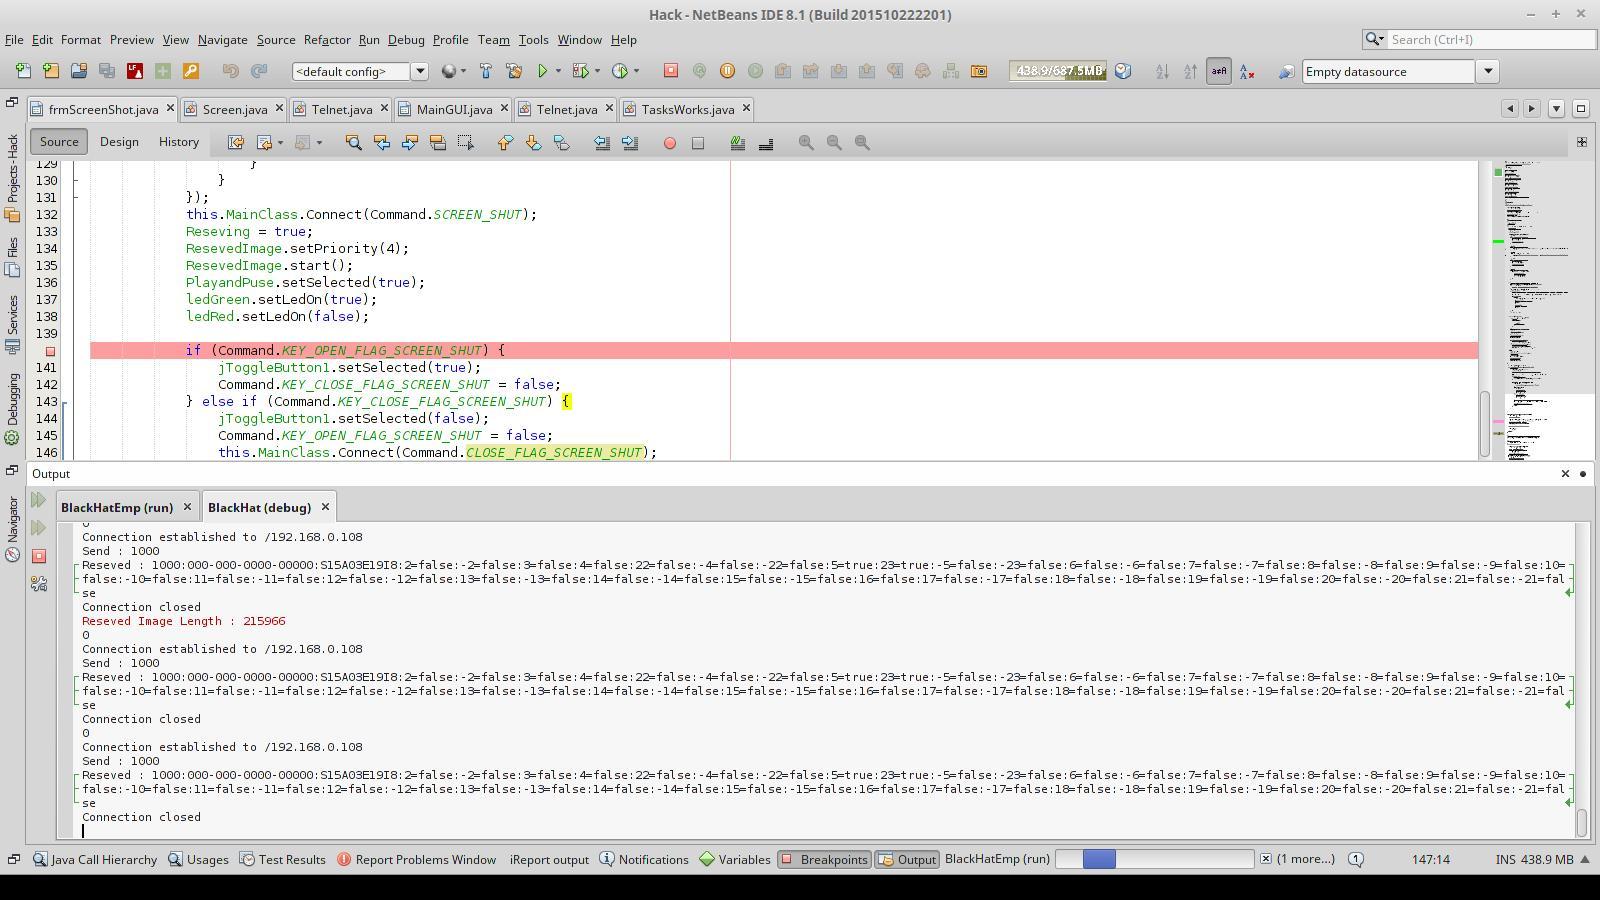 Hack - NetBeans IDE 8.1 (Build 201510222201)
File Edit Format Preview View Navigate Source Refactor Run Debug Profile Team Tools Window Help
Search (Ctrl+I)
<default config>
438.9/687.5MB
Empty datasource
frmScreenShot.java
Screen.java
Telnet.java
MainGUI.java
Telnet.java
TasksWorks.java
Source Design History
Projects - Hack
Files
Services
Debugging
Navigator
129 }
130 }
131 });
132 this.MainClass.Connect(Command.SCREEN_SHUT);
133 Reseving = true;
134 ResevedImage.setPriority(4);
135 ResevedImage.start();
136 PlayandPuse.setSelected(true);
137 ledGreen.setLedOn(true);
138 ledRed.setLedOn(false);
139
if (Command.KEY_OPEN_FLAG_SCREEN_SHUT) {
141 jToggleButton1.setSelected(true);
142 Command.KEY_CLOSE_FLAG_SCREEN_SHUT = false;
143 } else if (Command.KEY_CLOSE_FLAG_SCREEN_SHUT) {
144 jToggleButton1.setSelected(false);
145 Command.KEY_OPEN_FLAG_SCREEN_SHUT = false;
146 this.MainClass.Connect(Command.CLOSE_FLAG_SCREEN_SHUT);
Output
BlackHatEmp (run)
BlackHat (debug)
0
Connection established to /192.168.0.108
Send : 1000
Reseved : 1000:000-000-0000-00000:S15A03E19I8:2=false:-2=false:3=false:4=false:22=false:-4=false:-22=false:5=true:23=true:-5=false:-23=false:6=false:-6=false:7=false:-7=false:8=false:-8=false:9=false:-9=false:10=
false:-10=false:11=false:-11=false:12=false:-12=false:13=false:-13=false:14=false:-14=false:15=false:-15=false:16=false:17=false:-17=false:18=false:-18=false:19=false:-19=false:20=false:-20=false:21=false:-21=fal
se
Connection closed
Reseved Image Length : 215966
0
Connection established to /192.168.0.108
Send : 1000
Reseved : 1000:000-000-0000-00000:S15A03E19I8:2=false:-2=false:3=false:4=false:22=false:-4=false:-22=false:5=true:23=true:-5=false:-23=false:6=false:-6=false:7=false:-7=false:8=false:-8=false:9=false:-9=false:10=
false:-10=false:11=false:-11=false:12=false:-12=false:13=false:-13=false:14=false:-14=false:15=false:-15=false:16=false:17=false:-17=false:18=false:-18=false:19=false:-19=false:20=false:-20=false:21=false:-21=fal
se
Connection closed
0
Connection established to /192.168.0.108
Send : 1000
Reseved : 1000:000-000-0000-00000:S15A03E19I8:2=false:-2=false:3=false:4=false:22=false:-4=false:-22=false:5=true:23=true:-5=false:-23=false:6=false:-6=false:7=false:-7=false:8=false:-8=false:9=false:-9=false:10=
false:-10=false:11=false:-11=false:12=false:-12=false:13=false:-13=false:14=false:-14=false:15=false:-15=false:16=false:17=false:-17=false:18=false:-18=false:19=false:-19=false:20=false:-20=false:21=false:-21=fal
se
Connection closed
Java Call Hierarchy Usages Test Results Report Problems Window iReport output Notifications Variables Breakpoints Output BlackHatEmp (run) (1 more...) 1 147:14 INS 438.9 MB